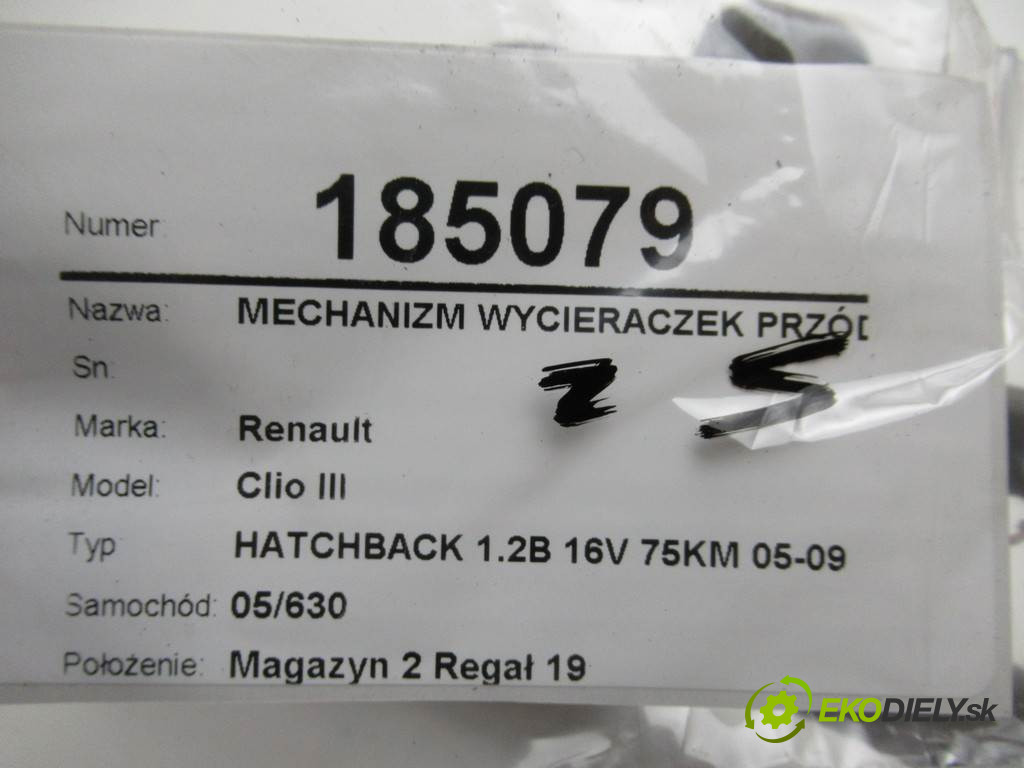 Numer: 185079
Nazwa: MECHANIZM WYCIERACZEK PRZÓD
Sn:
z 5
Marka: Renault
Model: Clio III
Typ HATCHBACK 1.2B 16V 75KM 05-09
Samochód: 05/630
Położenie: Magazyn 2 Regał 19
EKODIELY.sk